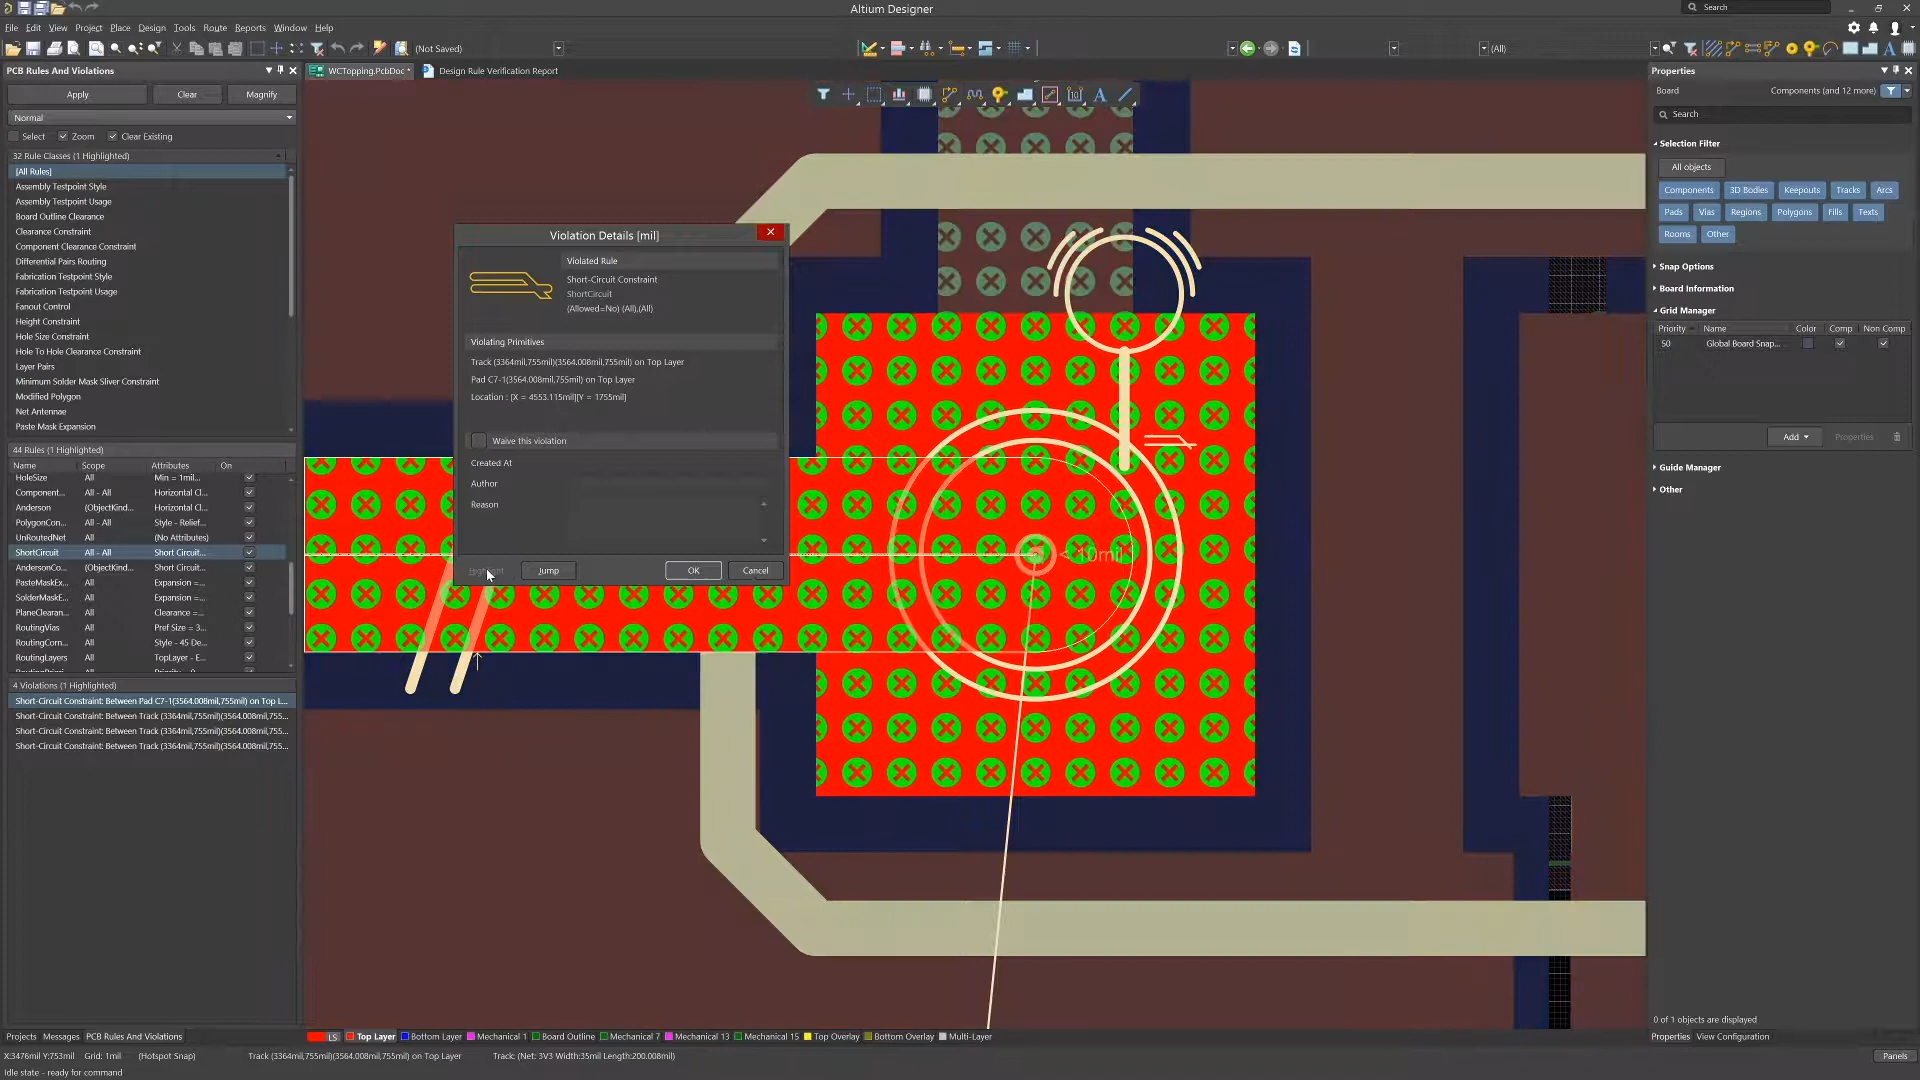 Altium Designer
Search
File Edit View Project Place Design Tools Route Reports Window Help
(Not Saved)
(All)
PCB Rules And Violations
WCTopping.PcbDoc *
Design Rule Verification Report
Apply Clear Magnify
Normal
Select Zoom Clear Existing
32 Rule Classes (1 Highlighted)
[All Rules]
Assembly Testpoint Style
Assembly Testpoint Usage
Board Outline Clearance
Clearance Constraint
Component Clearance Constraint
Differential Pairs Routing
Fabrication Testpoint Style
Fabrication Testpoint Usage
Fanout Control
Height Constraint
Hole Size Constraint
Hole To Hole Clearance Constraint
Layer Pairs
Minimum Solder Mask Sliver Constraint
Modified Polygon
Net Antennae
Paste Mask Expansion
44 Rules (1 Highlighted)
Name Scope Attributes On
HoleSize All Min = 1mil...
Component... All - All Horizontal Cl...
Anderson (ObjectKind... Horizontal Cl...
PolygonCon... All - All Style - Relief...
UnRoutedNet All (No Attributes)
ShortCircuit All - All Short Circuit...
AndersonCo... (ObjectKind... Short Circuit...
PasteMaskEx... All Expansion =...
SolderMaskE... All Expansion =...
PlaneClearan... All Clearance =...
RoutingVias All Pref Size = 3...
RoutingCorn... All Style - 45 De...
RoutingLayers All TopLayer - E...
4 Violations (1 Highlighted)
Short-Circuit Constraint: Between Pad C7-1(3564.008mil,755mil) on Top L...
Short-Circuit Constraint: Between Track (3364mil,755mil)(3564.008mil,755...
Short-Circuit Constraint: Between Track (3364mil,755mil)(3564.008mil,755...
Short-Circuit Constraint: Between Track (3364mil,755mil)(3564.008mil,755...
Violation Details [mil]
Violated Rule
Short-Circuit Constraint
ShortCircuit
(Allowed=No) (All),(All)
Violating Primitives
Track (3364mil,755mil)(3564.008mil,755mil) on Top Layer
Pad C7-1(3564.008mil,755mil) on Top Layer
Location : [X = 4553.115mil][Y = 1755mil]
Waive this violation
Created At
Author
Reason
Highlight Jump OK Cancel
< 10mil
Properties
Board Components (and 12 more)
Search
Selection Filter
All objects
Components 3D Bodies Keepouts Tracks Arcs
Pads Vias Regions Polygons Fills Texts
Rooms Other
Snap Options
Board Information
Grid Manager
Priority Name Color Comp Non Comp
50 Global Board Snap...
Add Properties
Guide Manager
Other
0 of 1 objects are displayed
Projects Messages PCB Rules And Violations
LS Top Layer Bottom Layer Mechanical 1 Board Outline Mechanical 7 Mechanical 13 Mechanical 15 Top Overlay Bottom Overlay Multi-Layer
Properties View Configuration
X:3476mil Y:753mil Grid: 1mil (Hotspot Snap) Track (3364mil,755mil)(3564.008mil,755mil) on Top Layer Track: (Net: 3V3 Width:35mil Length:200.008mil)
Panels
Idle state - ready for command